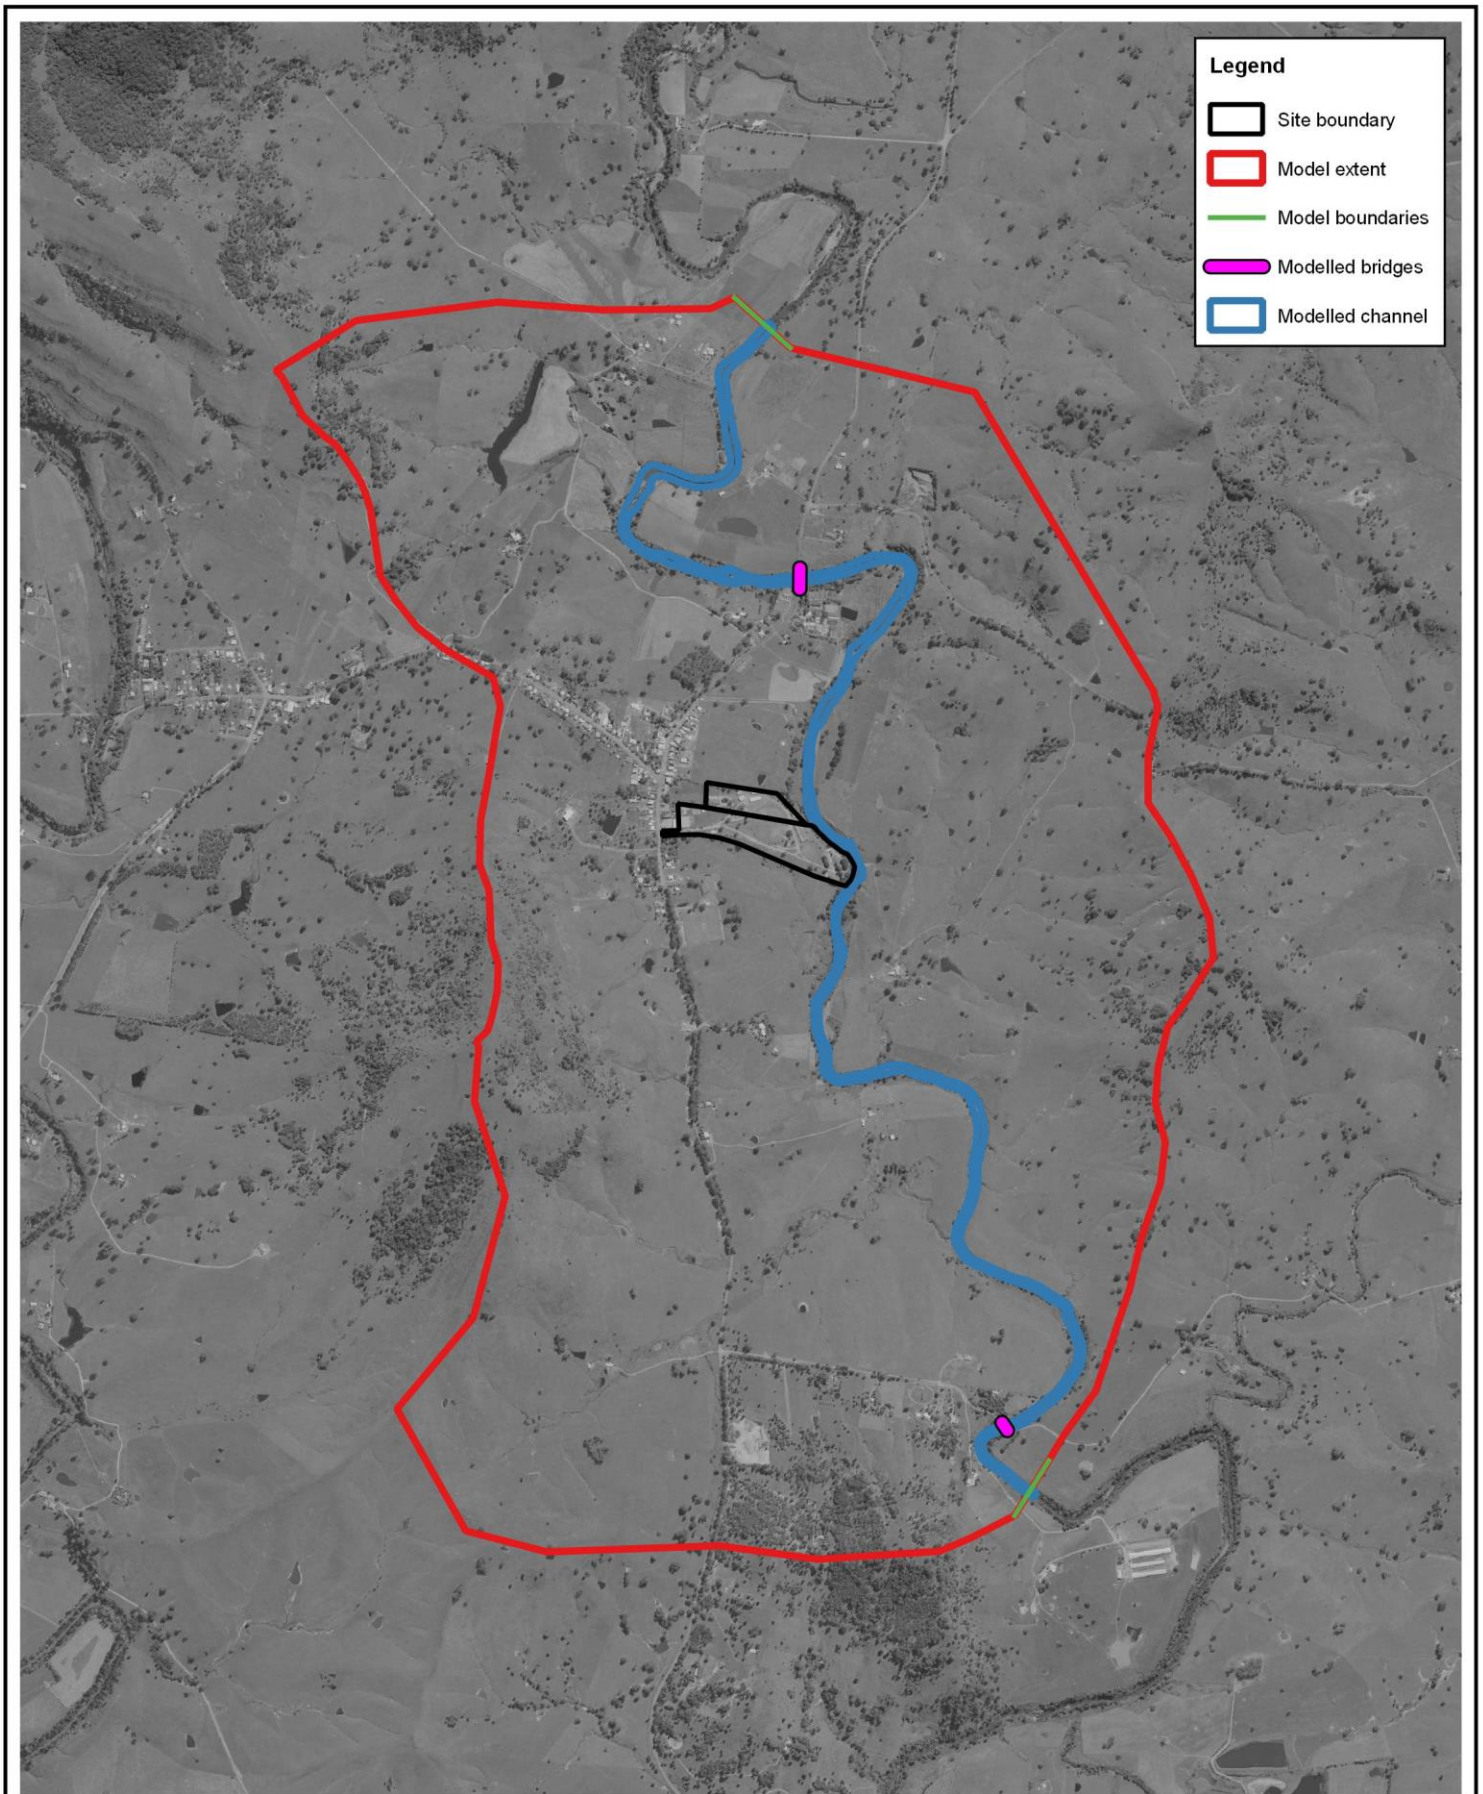 Legend
Site boundary
Model extent
Model boundaries
Modelled bridges
Modelled channel